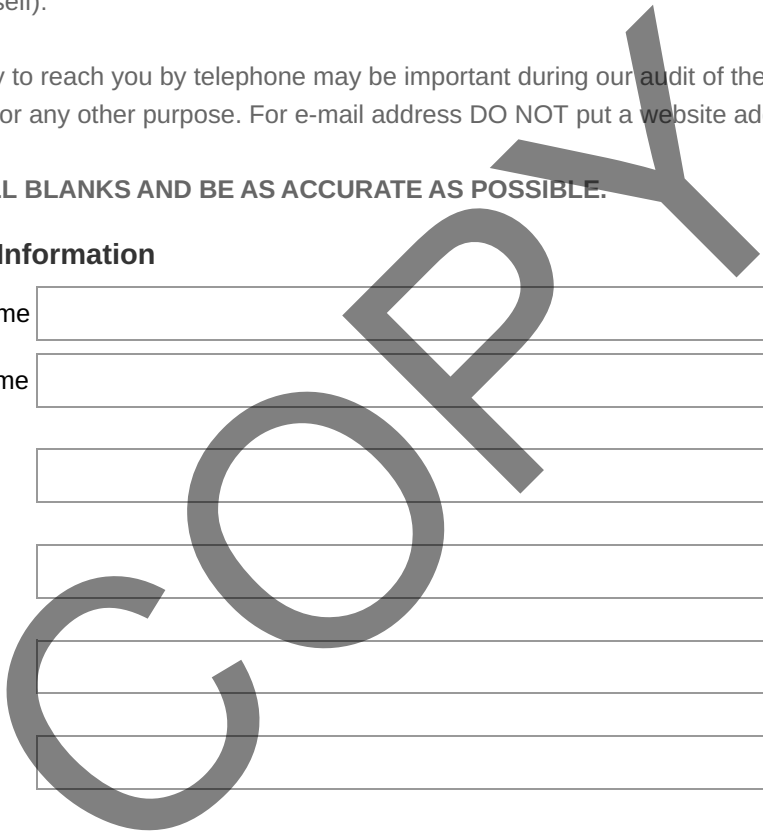 self).
y to reach you by telephone may be important during our audit of the
or any other purpose. For e-mail address DO NOT put a website ad
LL BLANKS AND BE AS ACCURATE AS POSSIBLE.
Information
me
me
COPY